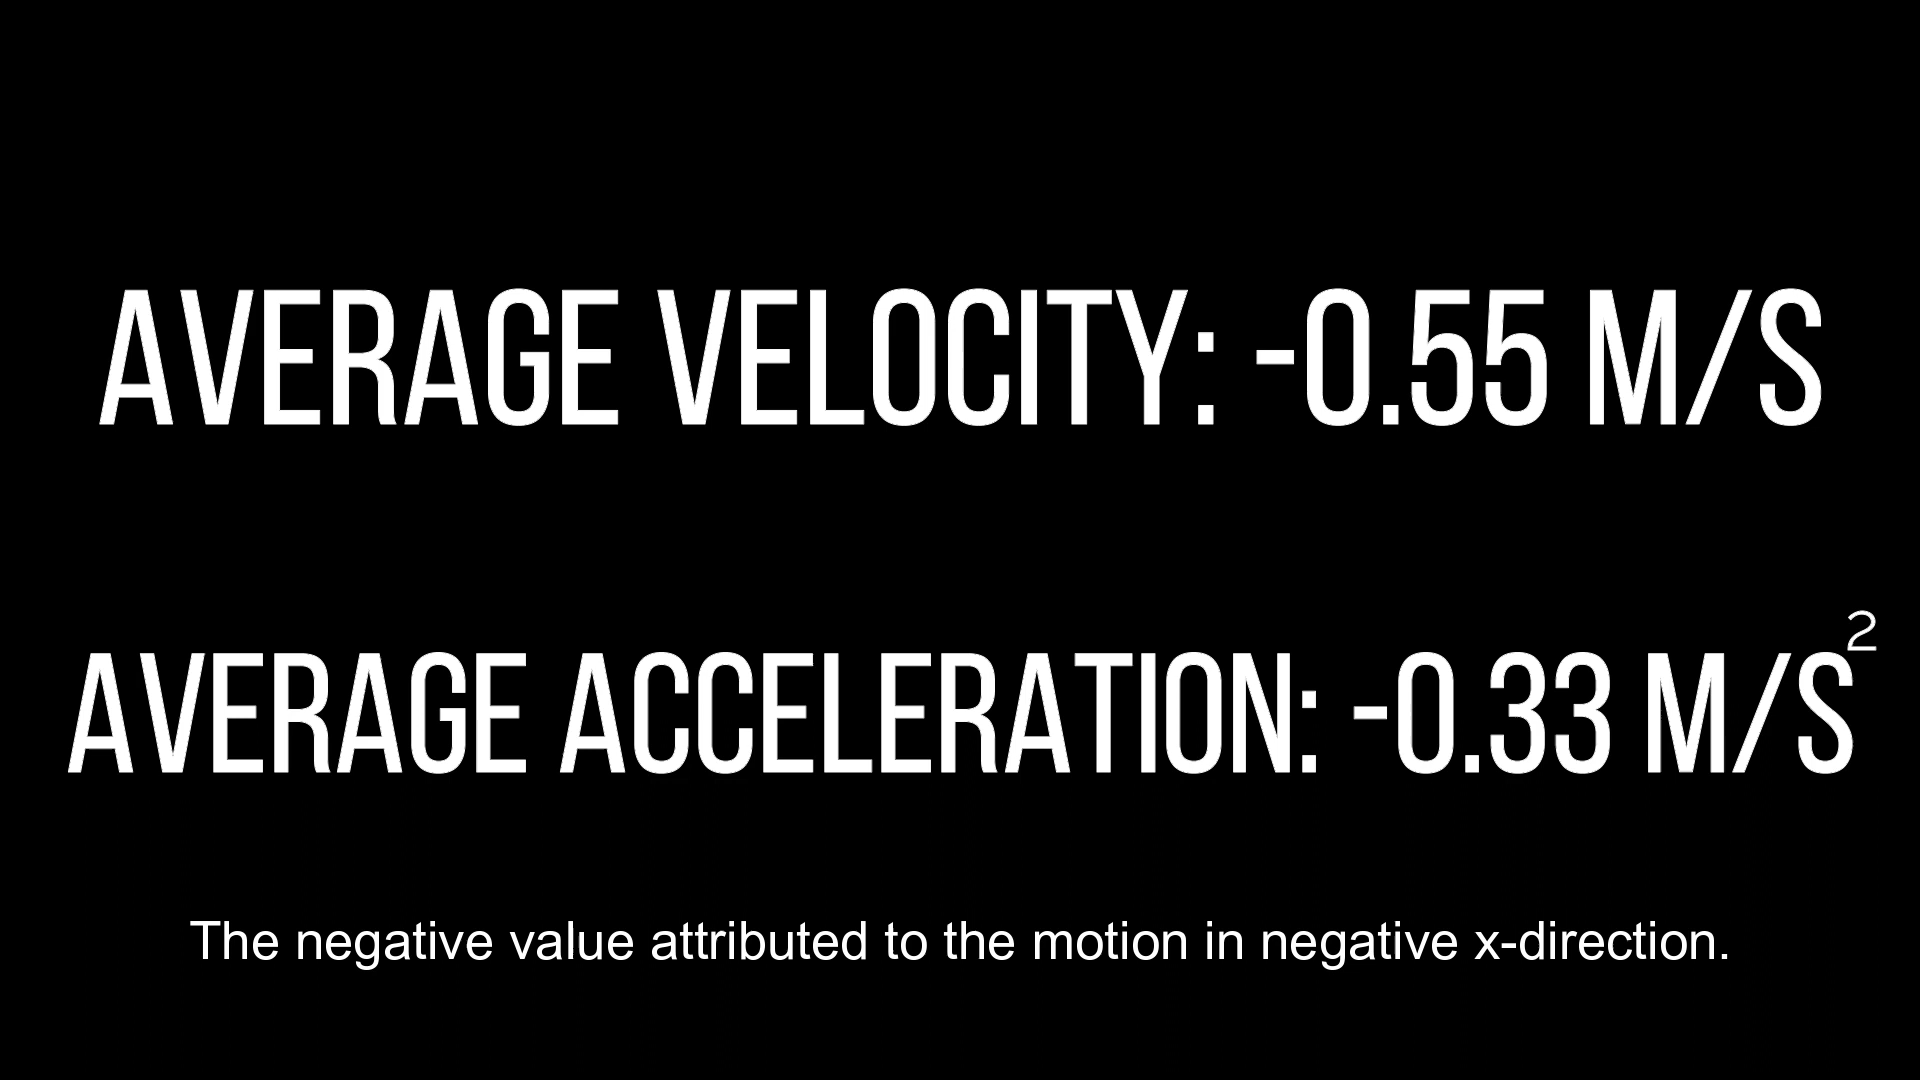 AVERAGE VELOCITY: -0.55 M/S
AVERAGE ACCELERATION: -0.33 M/S²
The negative value attributed to the motion in negative x-direction.